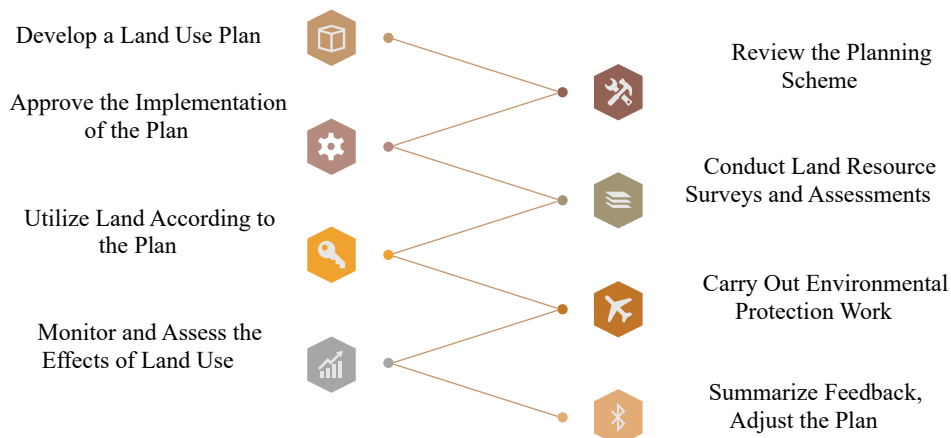 Develop a Land Use Plan
Review the Planning
Scheme
Approve the Implementation
of the Plan
Conduct Land Resource
Surveys and Assessments
Utilize Land According to
the Plan
Carry Out Environmental
Protection Work
Monitor and Assess the
Effects of Land Use
Summarize Feedback,
Adjust the Plan